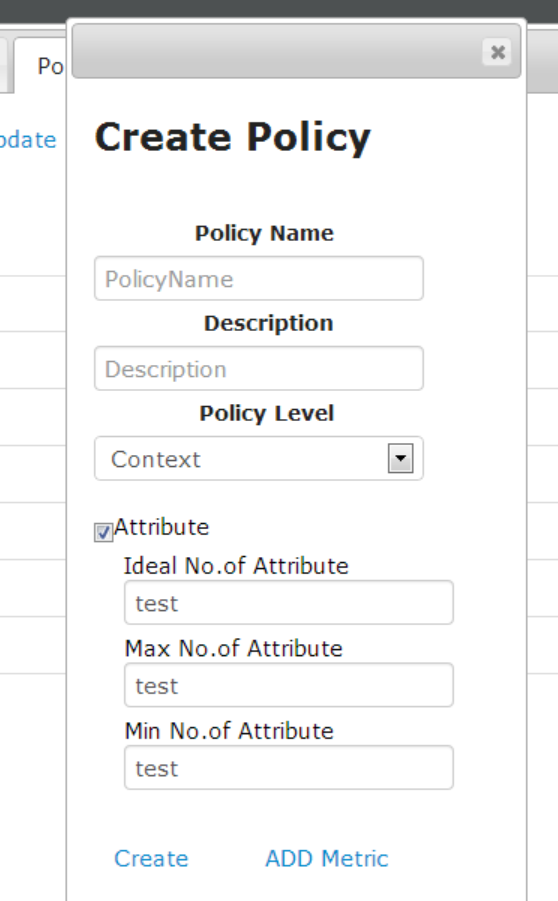 Po
pdate
Create Policy
Policy Name
PolicyName
Description
Description
Policy Level
Context
Attribute
Ideal No.of Attribute
test
Max No.of Attribute
test
Min No.of Attribute
test
Create ADD Metric